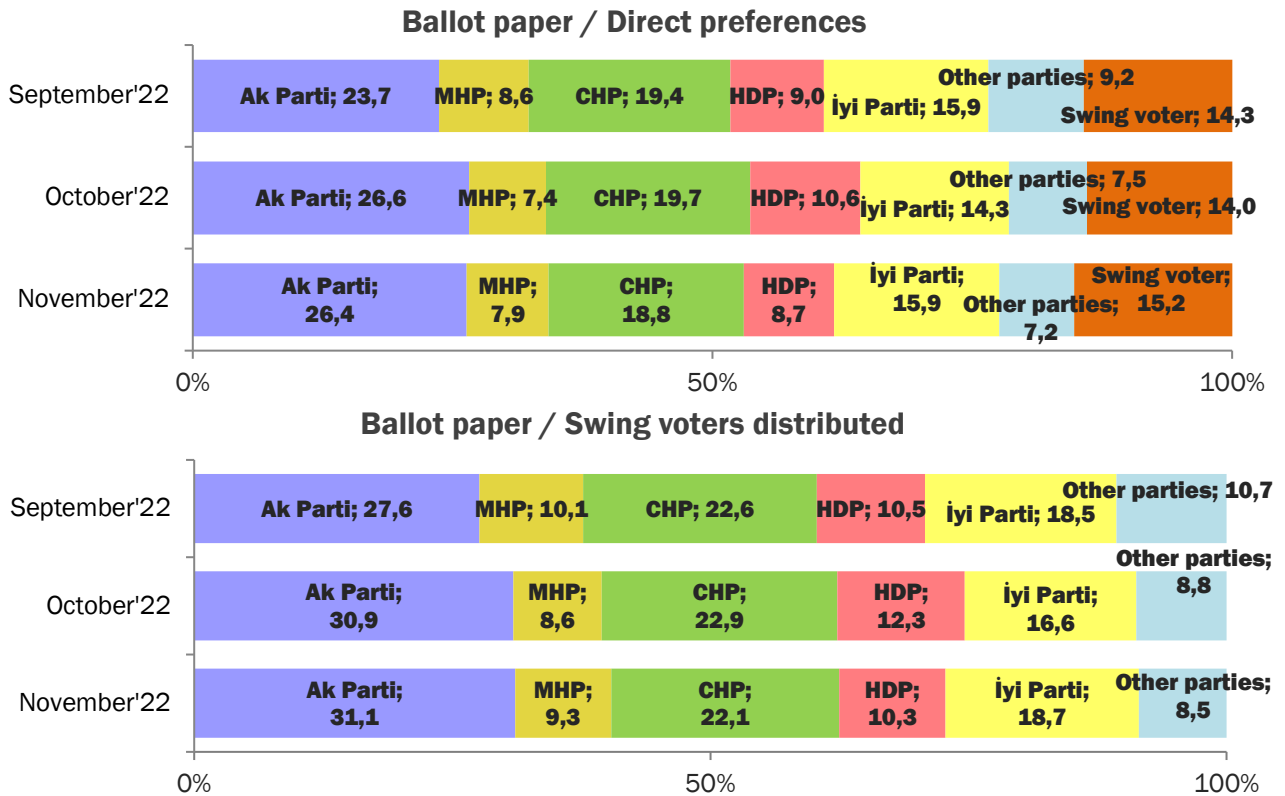 Ballot paper / Direct preferences
September'22
Ak Parti; 23,7
MHP; 8,6
CHP; 19,4
HDP; 9,0
İyi Parti; 15,9
Other parties; 9,2
Swing voter; 14,3
October'22
Ak Parti; 26,6
MHP; 7,4
CHP; 19,7
HDP; 10,6
İyi Parti; 14,3
Other parties; 7,5
Swing voter; 14,0
November'22
Ak Parti;
26,4
MHP;
7,9
CHP;
18,8
HDP;
8,7
İyi Parti;
15,9
Other parties;
7,2
Swing voter;
15,2
0%
50%
100%
Ballot paper / Swing voters distributed
September'22
Ak Parti; 27,6
MHP; 10,1
CHP; 22,6
HDP; 10,5
İyi Parti; 18,5
Other parties; 10,7
October'22
Ak Parti;
30,9
MHP;
8,6
CHP;
22,9
HDP;
12,3
İyi Parti;
16,6
Other parties;
8,8
November'22
Ak Parti;
31,1
MHP;
9,3
CHP;
22,1
HDP;
10,3
İyi Parti;
18,7
Other parties;
8,5
0%
50%
100%